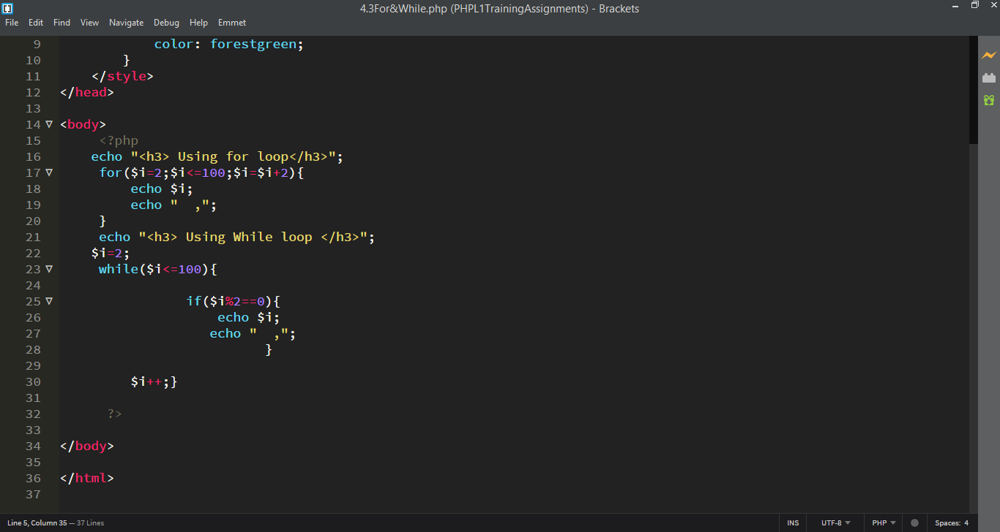 4.3For&While.php (PHPL1TrainingAssignments) - Brackets
File Edit Find View Navigate Debug Help Emmet
9 color: forestgreen;
10 }
11 </style>
12 </head>
13
14 <body>
15 <?php
16 echo "<h3> Using for loop</h3>";
17 for($i=2;$i<=100;$i=$i+2){
18 echo $i;
19 echo "  ,";
20 }
21 echo "<h3> Using While loop </h3>";
22 $i=2;
23 while($i<=100){
24
25 if($i%2==0){
26 echo $i;
27 echo "  ,";
28 }
29
30 $i++;}
31
32 ?>
33
34 </body>
35
36 </html>
37
Line 5, Column 35 — 37 Lines INS UTF-8 PHP Spaces: 4